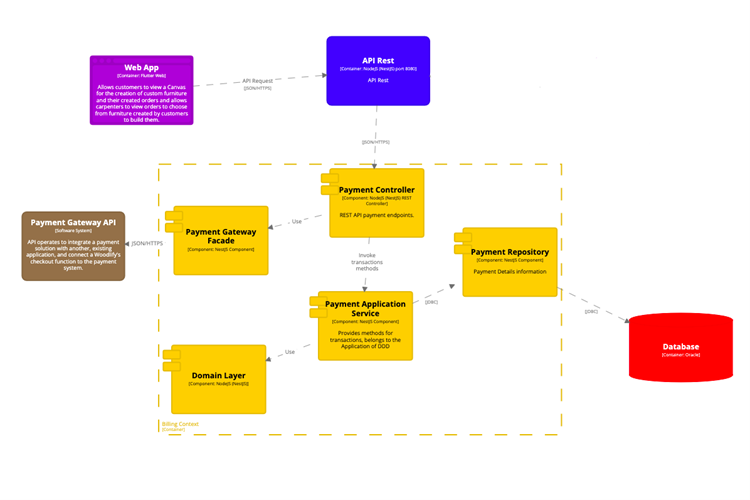 Web App
[Container: Flutter Web]
Allows customers to view a Canvas
for the creation of custom furniture
and their created orders and allows
carpenters to view orders to choose
from furniture created by customers
to build them.
API Request
[JSON/HTTPS]
API Rest
[Container: NodeJS (NestJS) port 8080]
API Rest
[JSON/HTTPS]
Payment Controller
[Component: NodeJS (NestJS) REST
Controller]
REST API payment endpoints.
Use
Payment Gateway
Facade
[Component: NestJS Component]
JSON/HTTPS
Payment Gateway API
[Software System]
API operates to integrate a payment
solution with another, existing
application, and connect a Woodify's
checkout function to the payment
system.
Invoke
transactions
methods
Payment Repository
[Component: NestJS Component]
Payment Details information
Payment Application
Service
[Component: NestJS Component]
Provides methods for
transactions, belongs to the
Application of DDD
[JDBC]
[JDBC]
Database
[Container: Oracle]
Use
Domain Layer
[Component: NodeJS (NestJS)]
Billing Context
[Container]